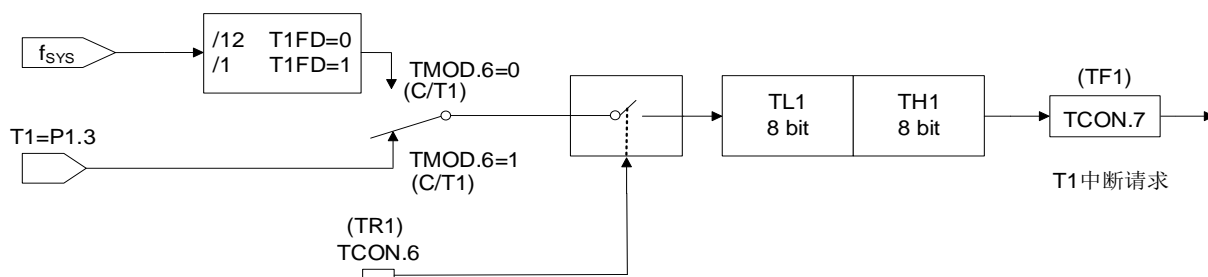 fSYS
/12 T1FD=0
/1 T1FD=1
TMOD.6=0
(C/T1)
T1=P1.3
TMOD.6=1
(C/T1)
TL1
8 bit
TH1
8 bit
(TF1)
TCON.7
T1中断请求
(TR1)
TCON.6